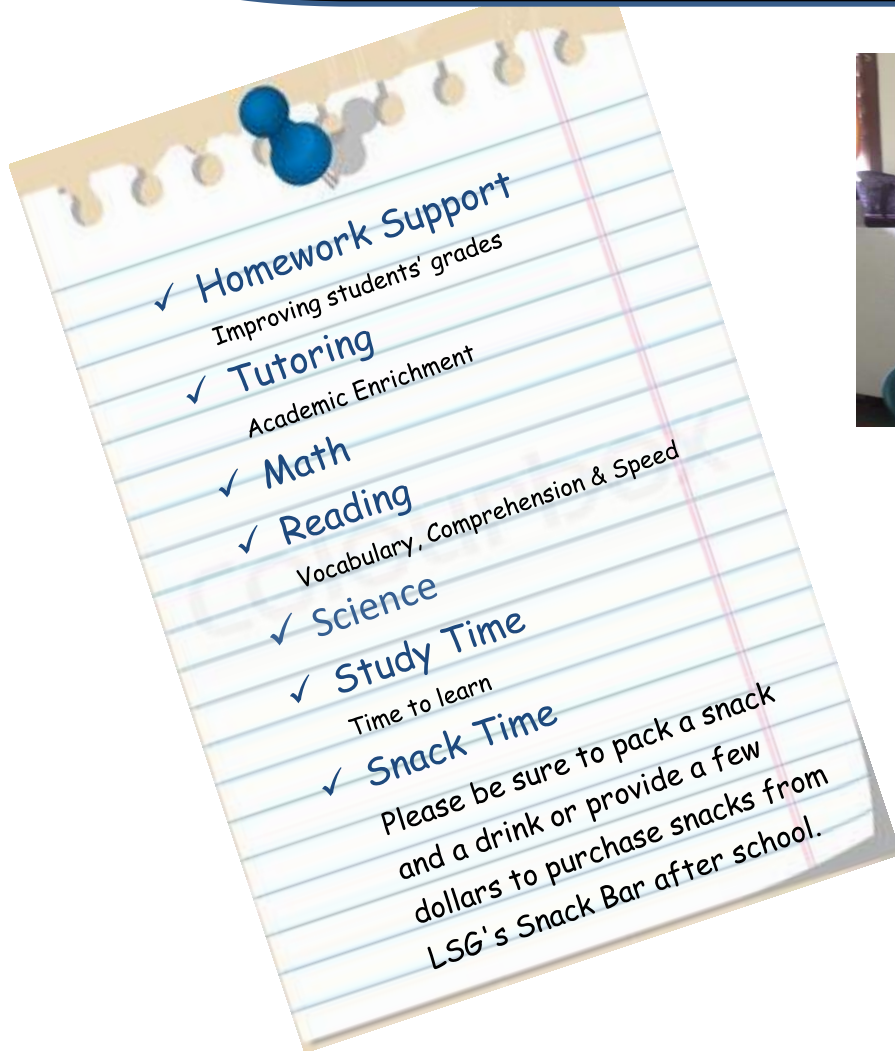 ✓ Homework Support
Improving students' grades
✓ Tutoring
Academic Enrichment
✓ Math
✓ Reading
Vocabulary, Comprehension & Speed
✓ Science
✓ Study Time
Time to learn
✓ Snack Time
Please be sure to pack a snack
and a drink or provide a few
dollars to purchase snacks from
LSG's Snack Bar after school.
colourbox